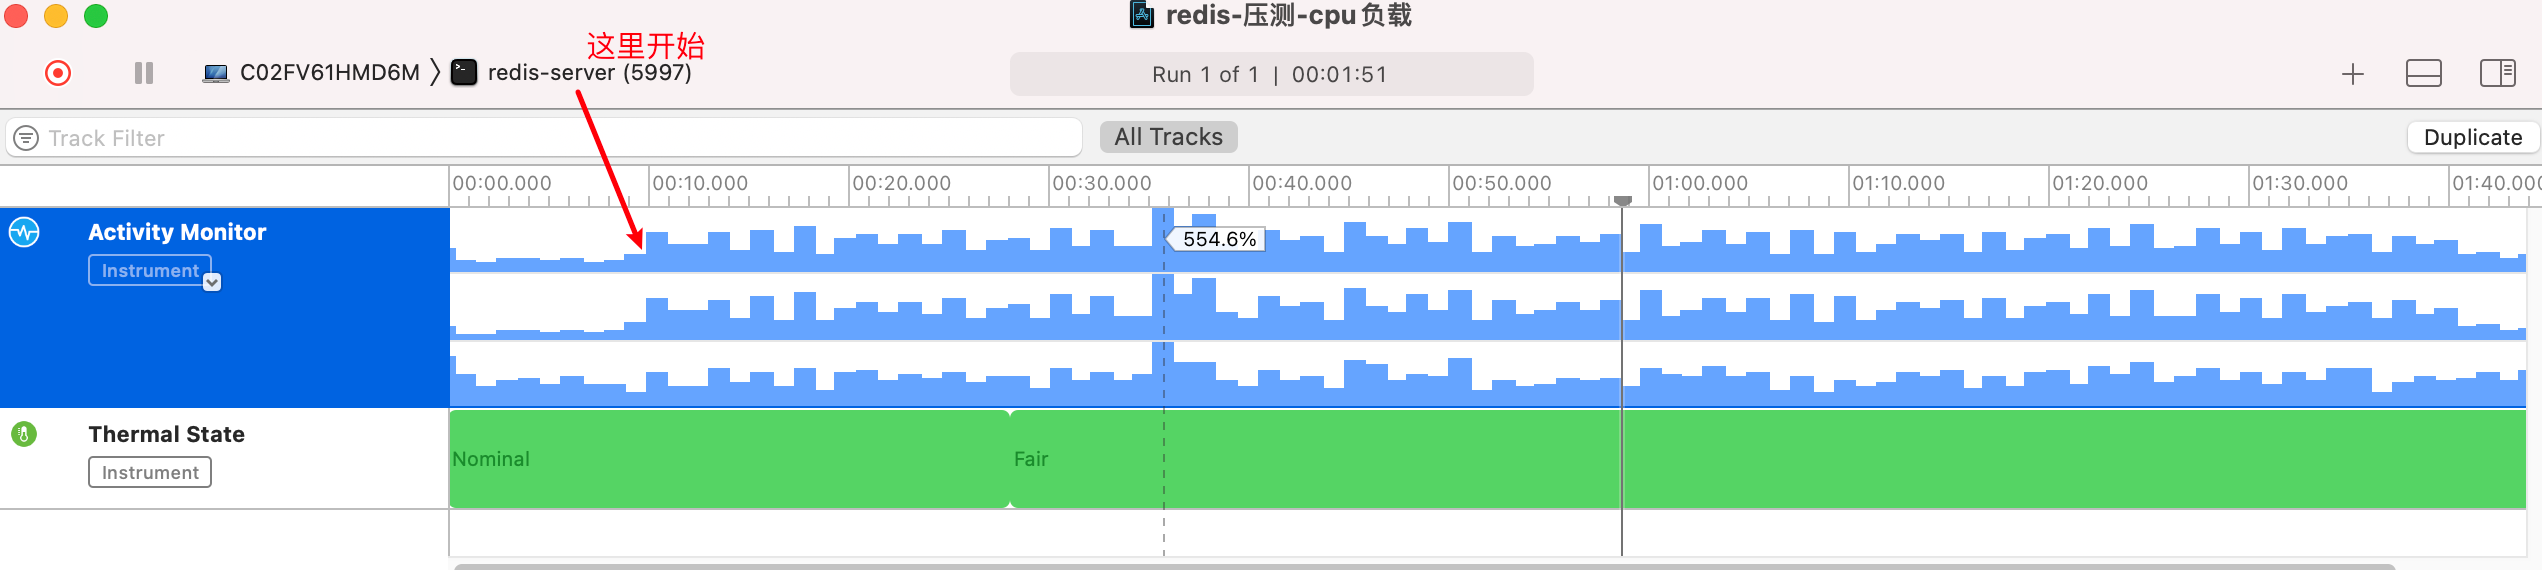 redis-压测-cpu负载
这里开始
C02FV61HMD6M 〉 redis-server (5997)
Run 1 of 1 | 00:01:51
Track Filter
All Tracks
Duplicate
00:00.000 00:10.000 00:20.000 00:30.000 00:40.000 00:50.000 01:00.000 01:10.000 01:20.000 01:30.000 01:40.000
Activity Monitor
Instrument
554.6%
Thermal State
Instrument
Nominal
Fair